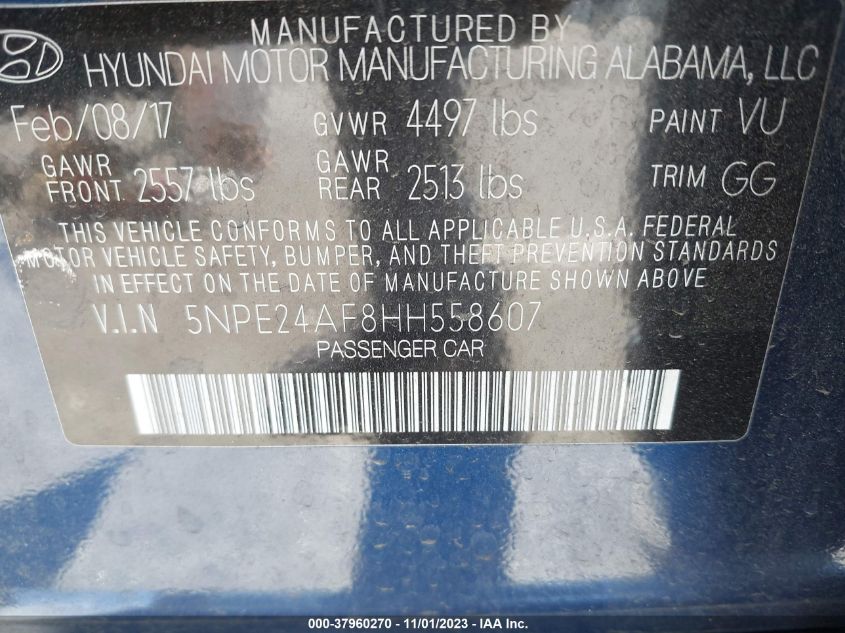 MANUFACTURED BY
HYUNDAI MOTOR MANUFACTURING ALABAMA, LLC
Feb/08/17 GVWR 4497 lbs PAINT VU
GAWR FRONT 2557 lbs GAWR REAR 2513 lbs TRIM GG
THIS VEHICLE CONFORMS TO ALL APPLICABLE U.S.A. FEDERAL
MOTOR VEHICLE SAFETY, BUMPER, AND THEFT PREVENTION STANDARDS
IN EFFECT ON THE DATE OF MANUFACTURE SHOWN ABOVE
V.I.N 5NPE24AF8HH558607
PASSENGER CAR
000-37960270 - 11/01/2023 - IAA Inc.